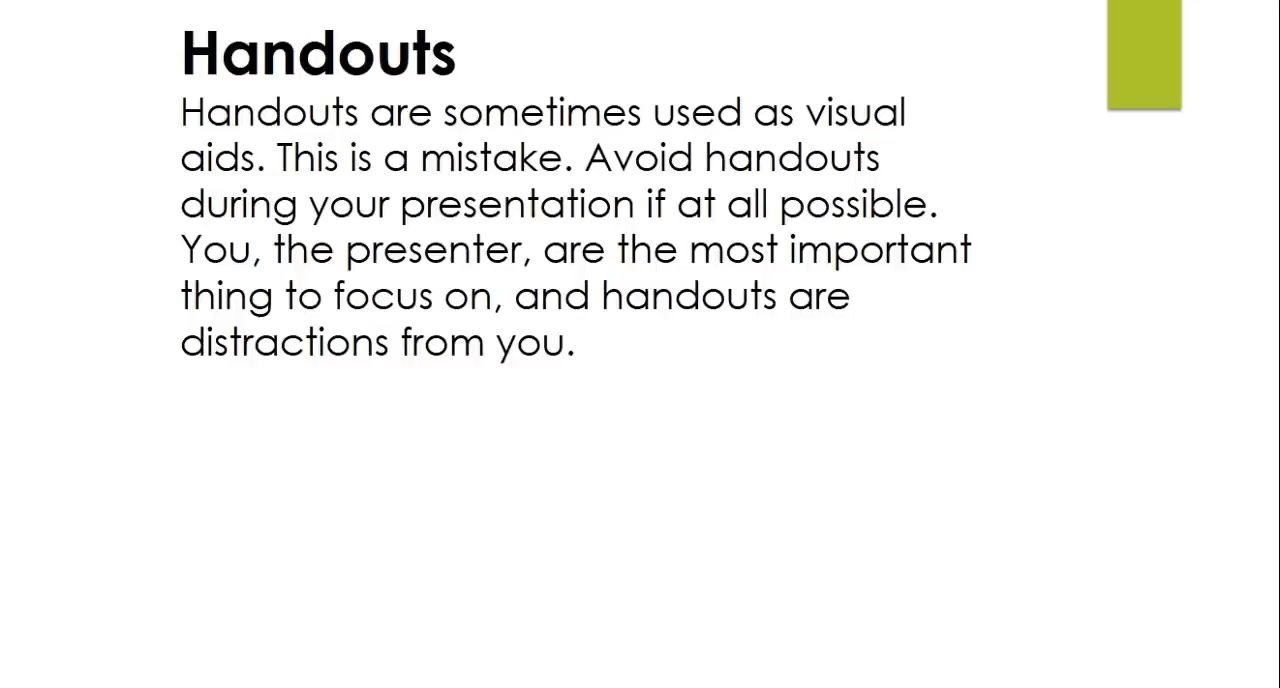 Handouts
Handouts are sometimes used as visual
aids. This is a mistake. Avoid handouts
during your presentation if at all possible.
You, the presenter, are the most important
thing to focus on, and handouts are
distractions from you.